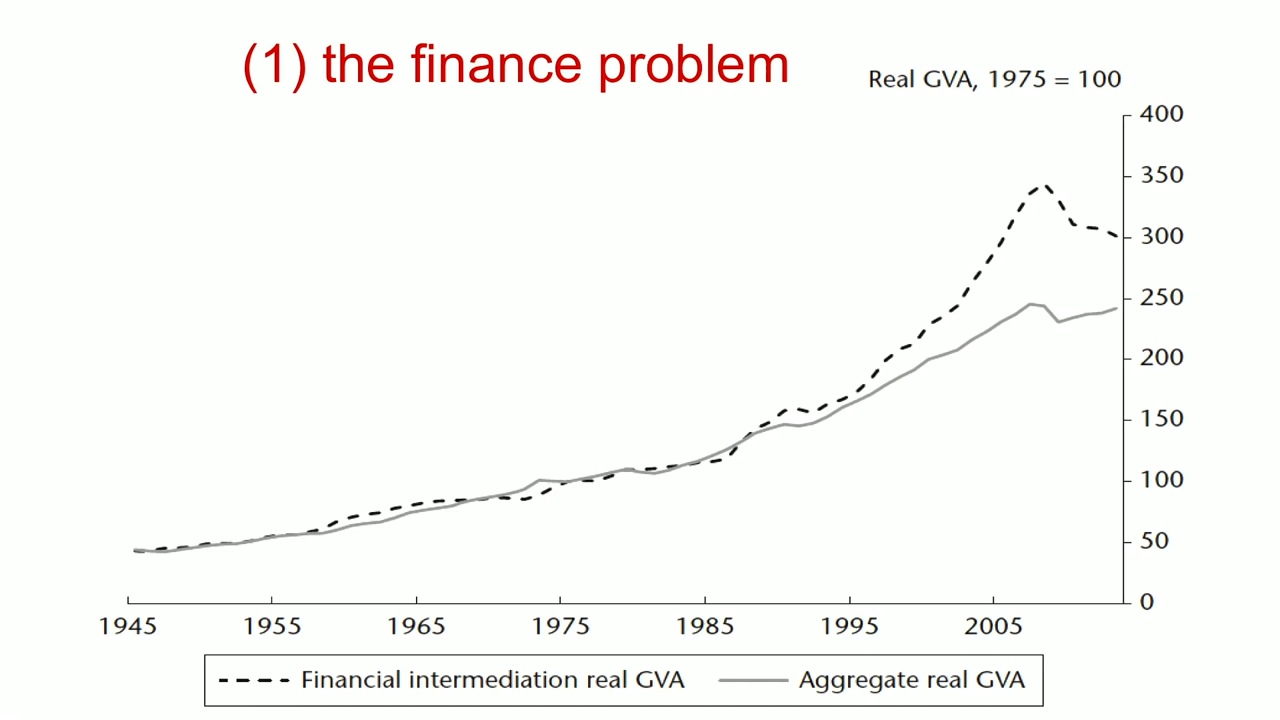 (1) the finance problem
Real GVA, 1975 = 100
400
350
300
250
200
150
100
50
0
1945 1955 1965 1975 1985 1995 2005
Financial intermediation real GVA Aggregate real GVA